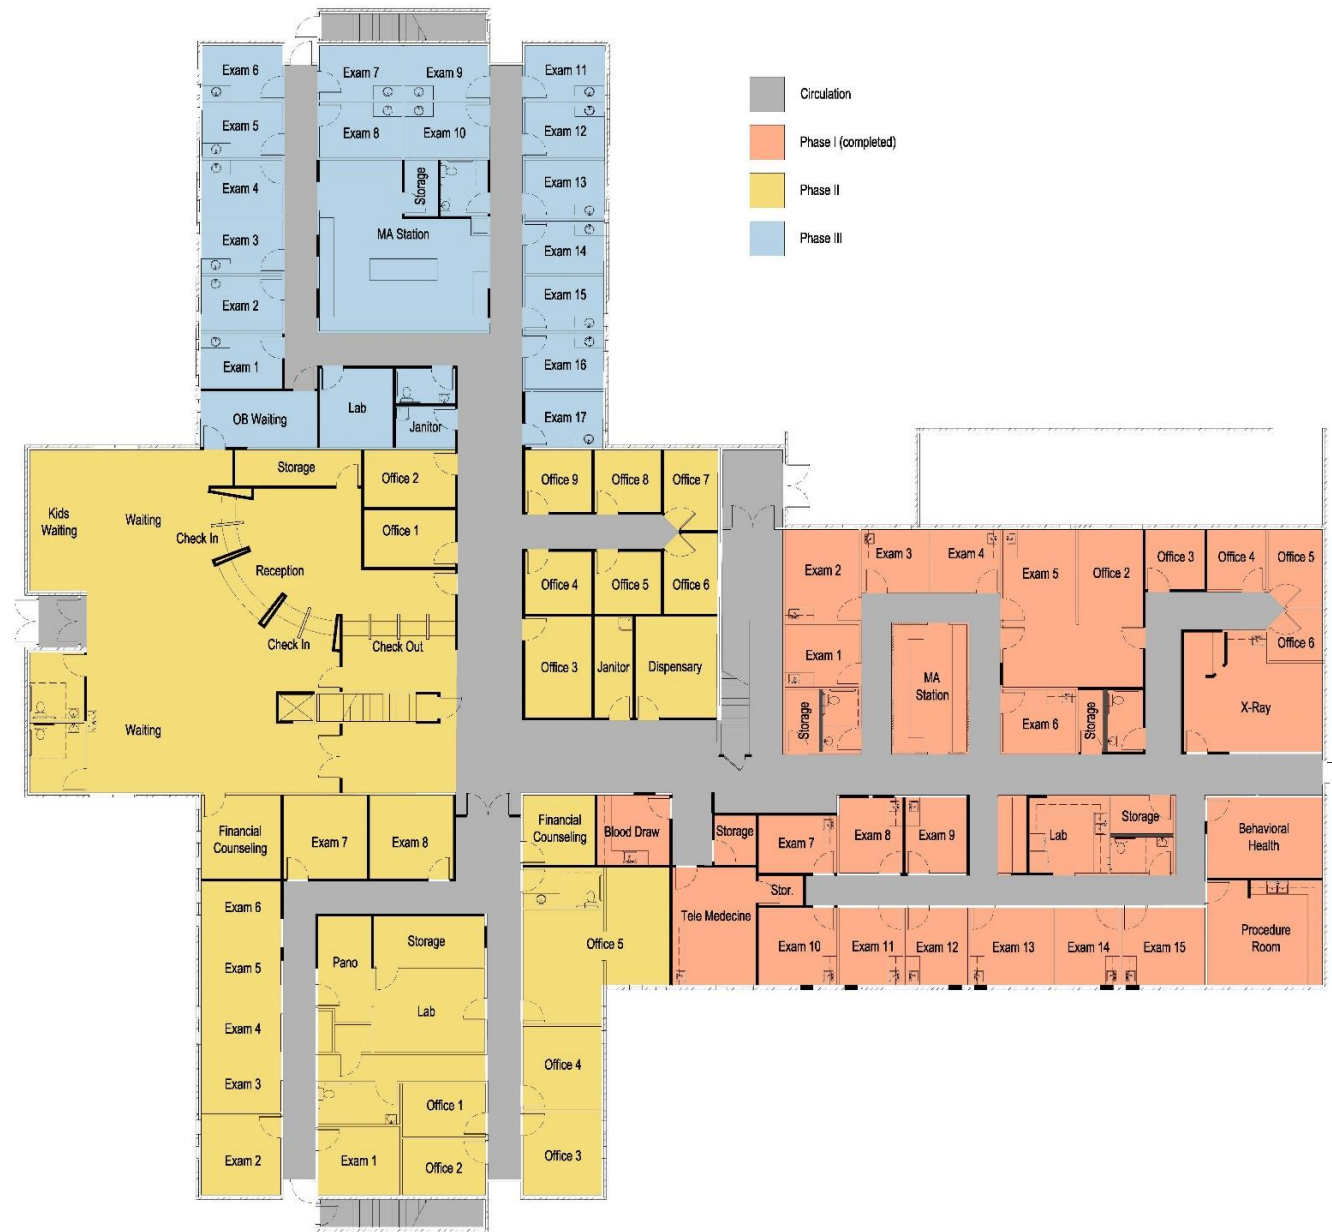 Exam 6
Exam 7
Exam 9
Exam 11
Exam 5
Exam 8
Exam 10
Exam 12
Exam 4
Storage
Exam 13
Exam 3
MA Station
Exam 14
Exam 2
Exam 15
Exam 1
Exam 16
OB Waiting
Lab
Janitor
Exam 17
Circulation
Phase I (completed)
Phase II
Phase III
Kids
Waiting
Waiting
Storage
Office 2
Check In
Office 1
Reception
Check In
Check Out
Waiting
Office 9
Office 8
Office 7
Office 4
Office 5
Office 6
Office 3
Janitor
Dispensary
Exam 2
Exam 3
Exam 4
Exam 5
Office 2
Office 3
Office 4
Office 5
Exam 1
MA
Station
Office 6
Storage
Exam 6
Storage
X-Ray
Financial
Counseling
Exam 7
Exam 8
Financial
Counseling
Blood Draw
Storage
Exam 7
Exam 8
Exam 9
Lab
Storage
Behavioral
Health
Tele Medecine
Stor.
Exam 10
Exam 11
Exam 12
Exam 13
Exam 14
Exam 15
Procedure
Room
Exam 6
Exam 5
Exam 4
Exam 3
Exam 2
Pano
Storage
Lab
Office 1
Exam 1
Office 2
Office 5
Office 4
Office 3